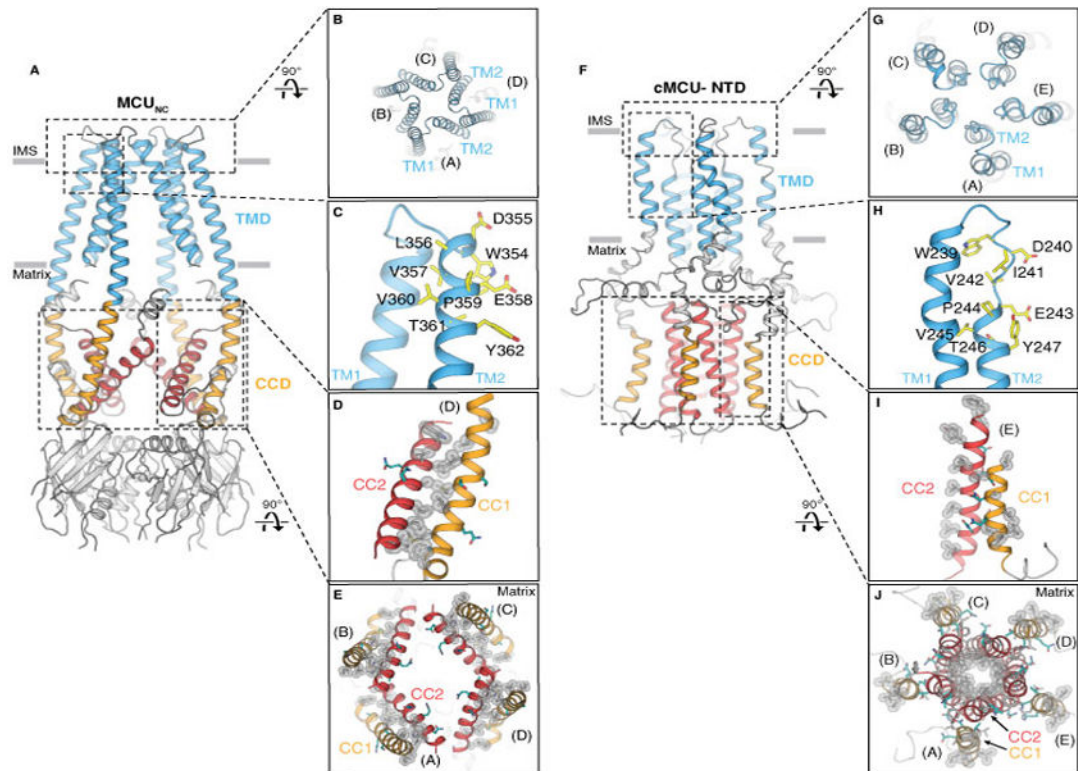 A
MCU_NC
IMS
TMD
Matrix
CCD
90°
90°
B
(C)
TM2
(D)
TM1
(B)
TM2
TM1
(A)
C
D355
L356
W354
V357
V360
P359
E358
T361
Y362
TM1
TM2
D
(D)
CC2
CC1
E
Matrix
(C)
(B)
CC2
CC1
(D)
(A)
F
cMCU- NTD
IMS
TMD
Matrix
CCD
90°
90°
G
(D)
(C)
(E)
TM2
(B)
TM1
(A)
H
W239
D240
V242
I241
P244
E243
V245
T246
Y247
TM1
TM2
I
(E)
CC2
CC1
J
Matrix
(C)
(D)
(B)
CC2
(E)
(A)
CC1